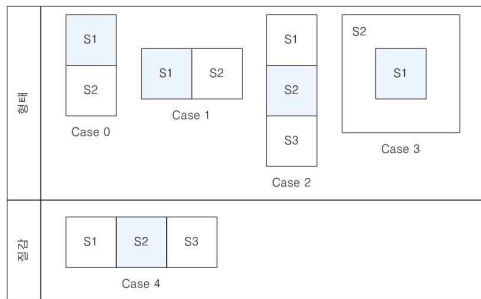 형태
S1
S2
Case 0
S1 S2
Case 1
S1
S2
S3
Case 2
S2
S1
Case 3
질감
S1 S2 S3
Case 4